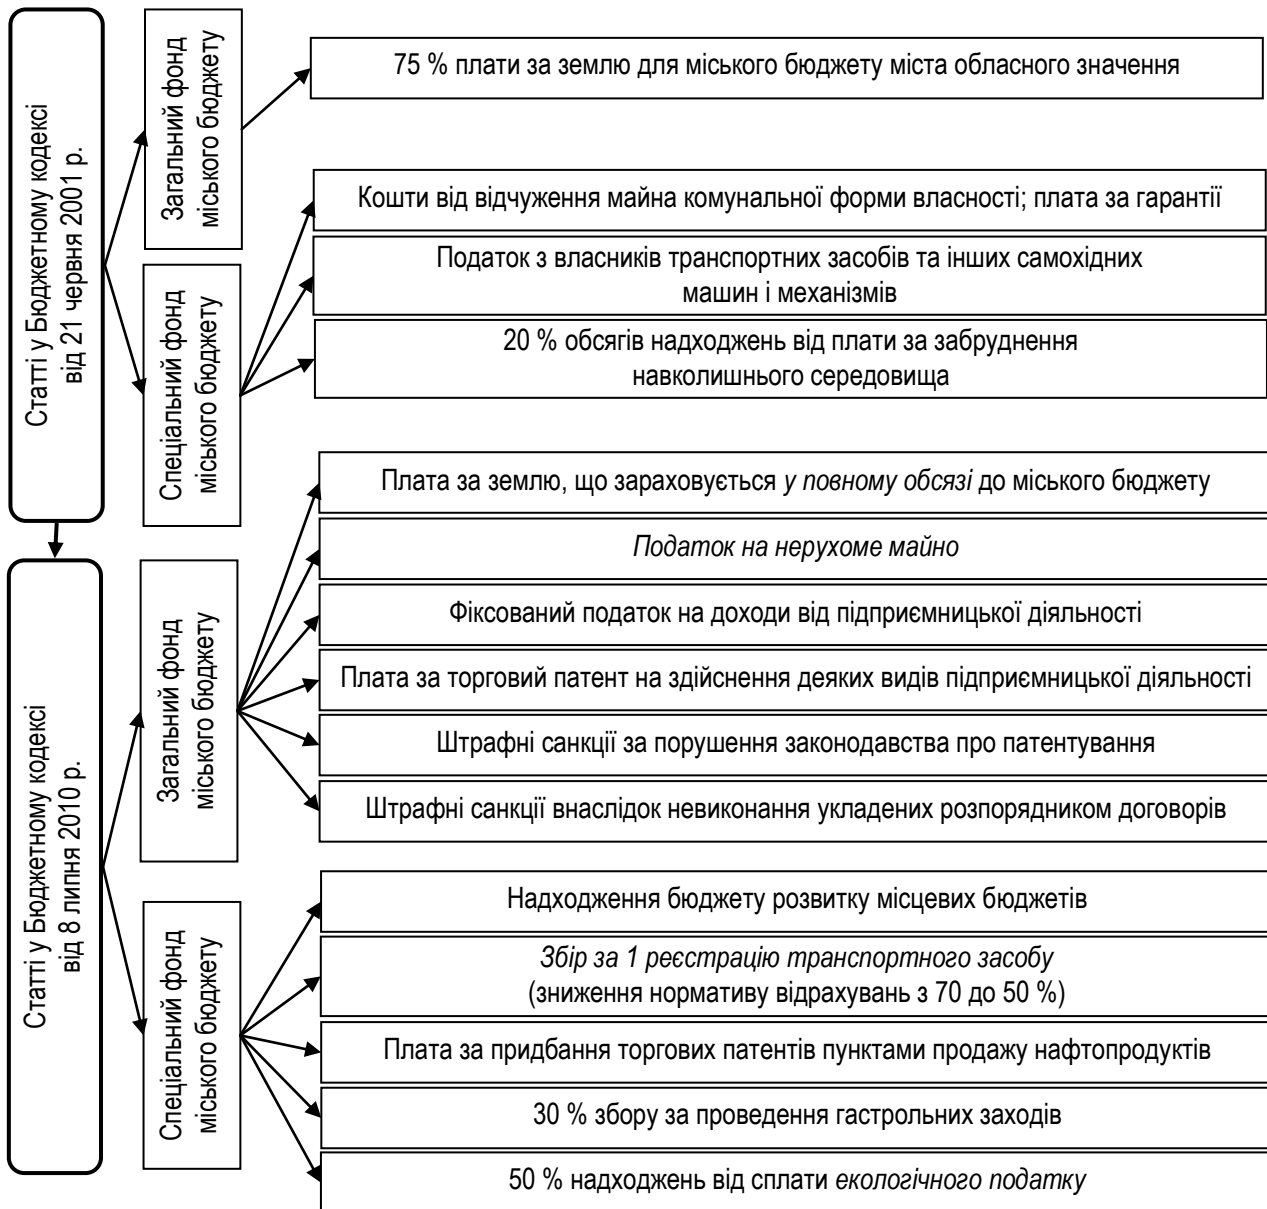 Статті у Бюджетному кодексі
від 21 червня 2001 р.
Загальний фонд
міського бюджету
75 % плати за землю для міського бюджету міста обласного значення
Спеціальний фонд
міського бюджету
Кошти від відчуження майна комунальної форми власності; плата за гарантії
Податок з власників транспортних засобів та інших самохідних
машин і механізмів
20 % обсягів надходжень від плати за забруднення
навколишнього середовища
Статті у Бюджетному кодексі
від 8 липня 2010 р.
Загальний фонд
міського бюджету
Плата за землю, що зараховується у повному обсязі до міського бюджету
Податок на нерухоме майно
Фіксований податок на доходи від підприємницької діяльності
Плата за торговий патент на здійснення деяких видів підприємницької діяльності
Штрафні санкції за порушення законодавства про патентування
Штрафні санкції внаслідок невиконання укладених розпорядником договорів
Спеціальний фонд
міського бюджету
Надходження бюджету розвитку місцевих бюджетів
Збір за 1 реєстрацію транспортного засобу
(зниження нормативу відрахувань з 70 до 50 %)
Плата за придбання торгових патентів пунктами продажу нафтопродуктів
30 % збору за проведення гастрольних заходів
50 % надходжень від сплати екологічного податку